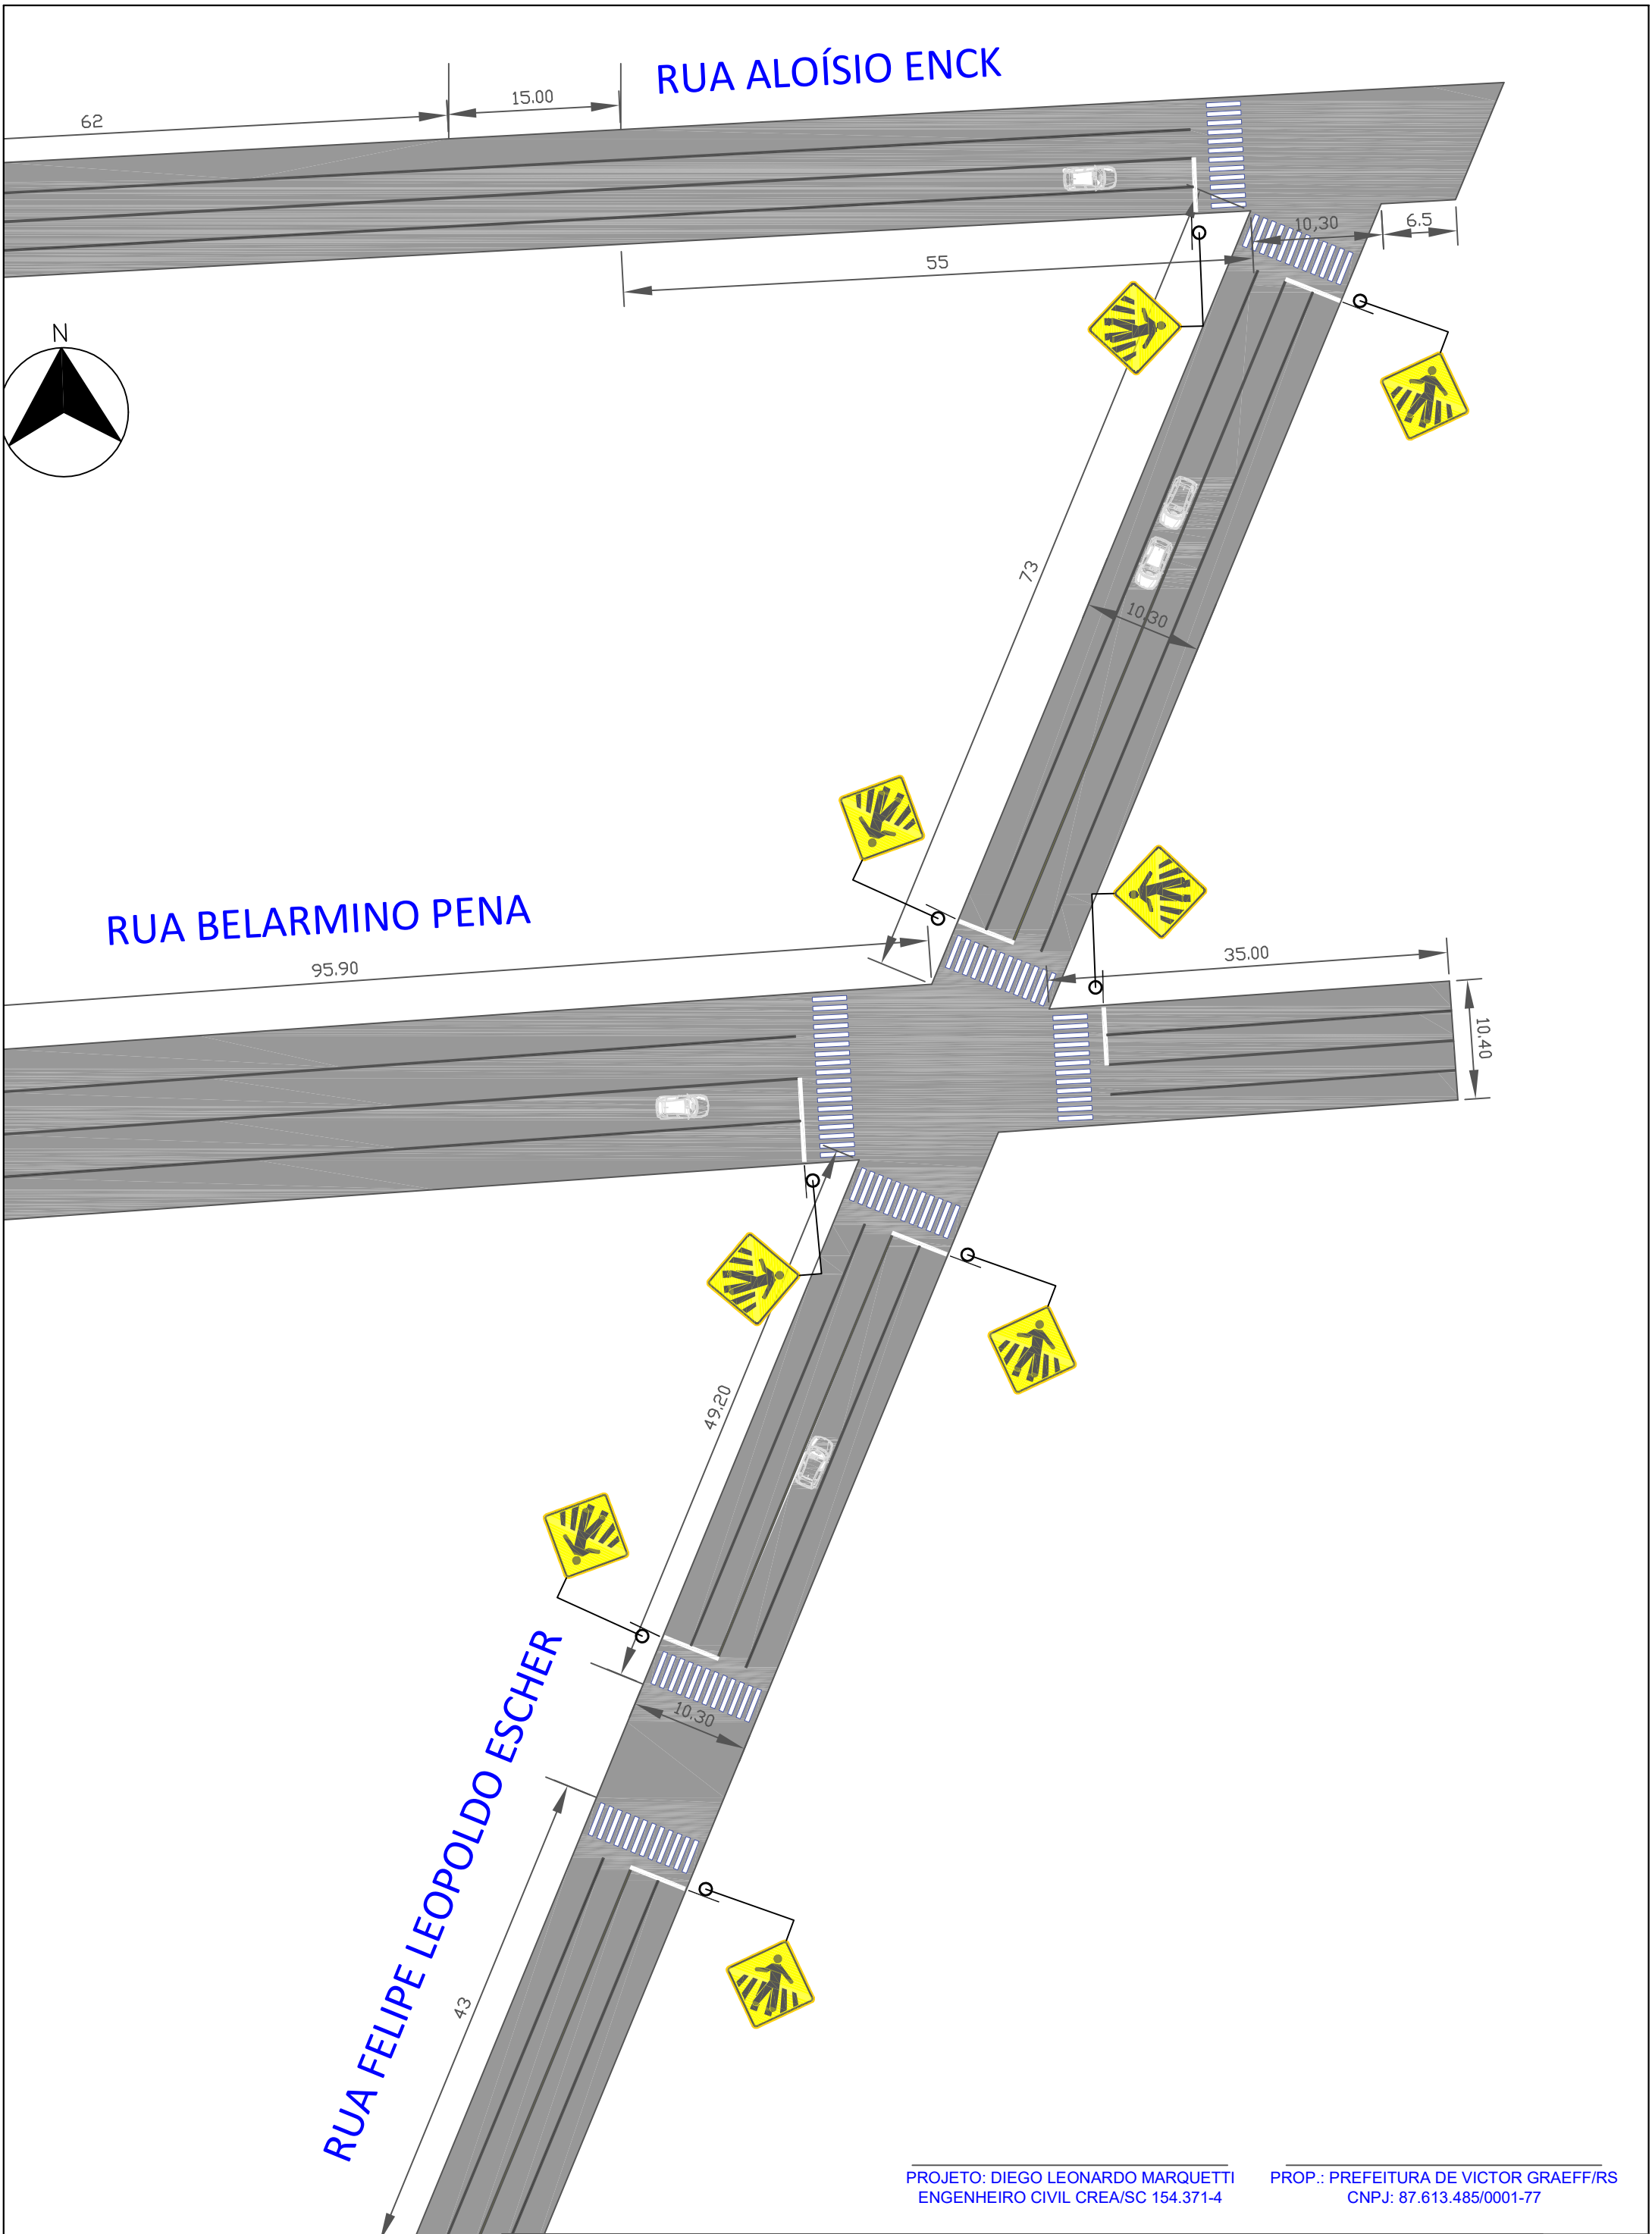 RUA ALOÍSIO ENCK
15.00
62
10,30
6.5
55
N
73
10.30
RUA BELARMINO PENA
95.90
35.00
10.40
49.20
10.30
RUA FELIPE LEOPOLDO ESCHER
43
PROJETO: DIEGO LEONARDO MARQUETTI
ENGENHEIRO CIVIL CREA/SC 154.371-4
PROP.: PREFEITURA DE VICTOR GRAEFF/RS
CNPJ: 87.613.485/0001-77